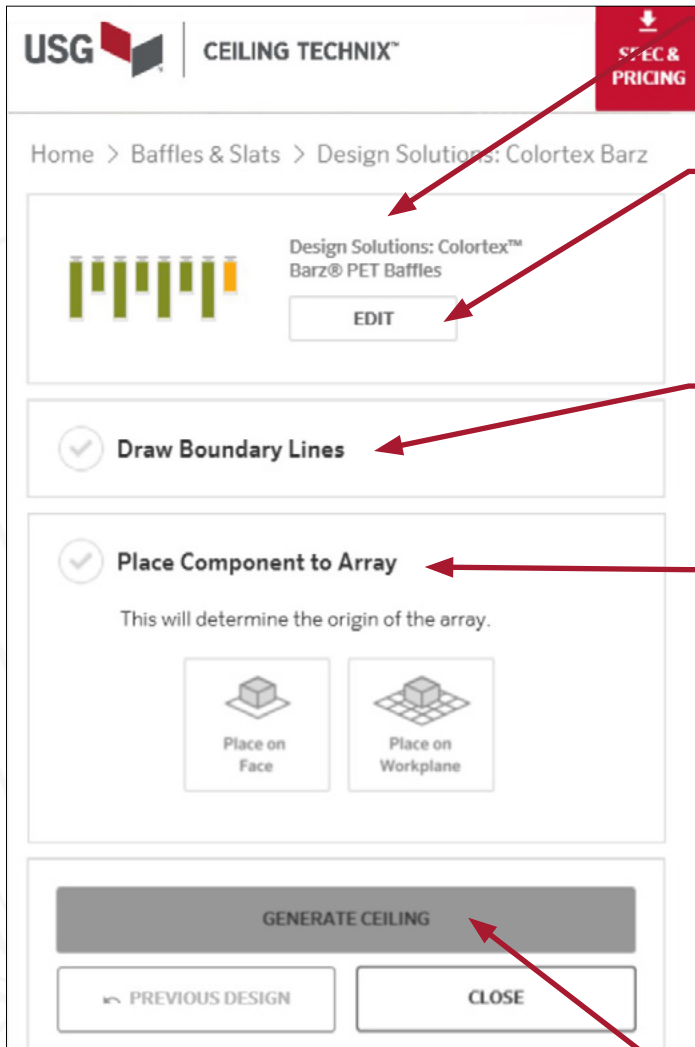 USG CEILING TECHNIX™
SPEC &
PRICING
Home > Baffles & Slats > Design Solutions: Colortex Barz
Design Solutions: Colortex™
Barz® PET Baffles
EDIT
Draw Boundary Lines
Place Component to Array
This will determine the origin of the array.
Place on
Face
Place on
Workplane
GENERATE CEILING
PREVIOUS DESIGN
CLOSE